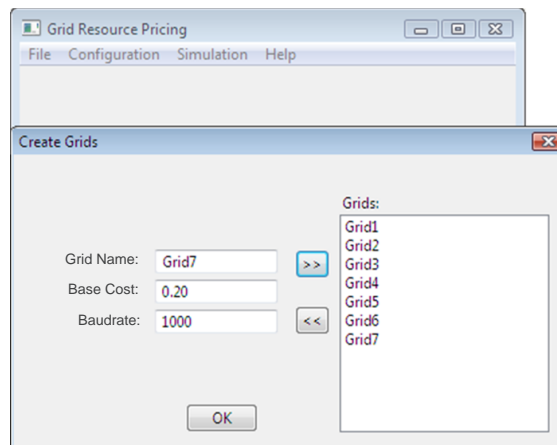 Grid Resource Pricing
File Configuration Simulation Help
Create Grids
Grids:
Grid1
Grid2
Grid3
Grid4
Grid5
Grid6
Grid7
Grid Name: Grid7 >>
Base Cost: 0.20
Baudrate: 1000 <<
OK